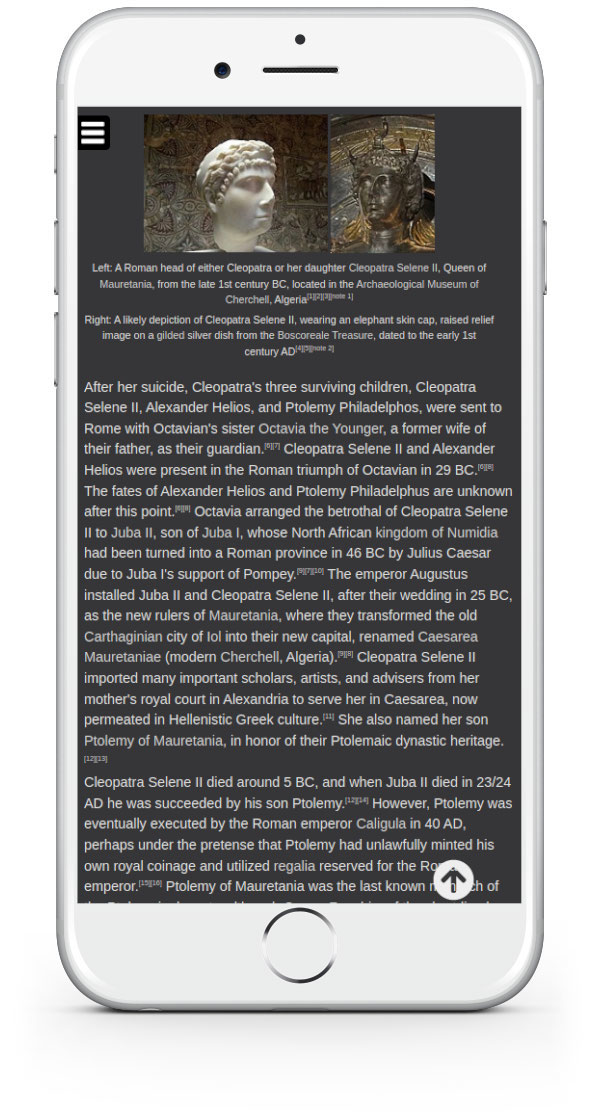 Left: A Roman head of either Cleopatra or her daughter Cleopatra Selene II, Queen of
Mauretania, from the late 1st century BC, located in the Archaeological Museum of
Cherchell, Algeria[1][2][3][note 1]
Right: A likely depiction of Cleopatra Selene II, wearing an elephant skin cap, raised relief
image on a gilded silver dish from the Boscoreale Treasure, dated to the early 1st
century AD[4][5][note 2]
After her suicide, Cleopatra's three surviving children, Cleopatra
Selene II, Alexander Helios, and Ptolemy Philadelphos, were sent to
Rome with Octavian's sister Octavia the Younger, a former wife of
their father, as their guardian.[6][7] Cleopatra Selene II and Alexander
Helios were present in the Roman triumph of Octavian in 29 BC.[6][8]
The fates of Alexander Helios and Ptolemy Philadelphus are unknown
after this point.[6][8] Octavia arranged the betrothal of Cleopatra Selene
II to Juba II, son of Juba I, whose North African kingdom of Numidia
had been turned into a Roman province in 46 BC by Julius Caesar
due to Juba I's support of Pompey.[9][7][10] The emperor Augustus
installed Juba II and Cleopatra Selene II, after their wedding in 25 BC,
as the new rulers of Mauretania, where they transformed the old
Carthaginian city of Iol into their new capital, renamed Caesarea
Mauretaniae (modern Cherchell, Algeria).[9][8] Cleopatra Selene II
imported many important scholars, artists, and advisers from her
mother's royal court in Alexandria to serve her in Caesarea, now
permeated in Hellenistic Greek culture.[11] She also named her son
Ptolemy of Mauretania, in honor of their Ptolemaic dynastic heritage.
[12][13]
Cleopatra Selene II died around 5 BC, and when Juba II died in 23/24
AD he was succeeded by his son Ptolemy.[12][14] However, Ptolemy was
eventually executed by the Roman emperor Caligula in 40 AD,
perhaps under the pretense that Ptolemy had unlawfully minted his
own royal coinage and utilized regalia reserved for the Roman
emperor.[15][16] Ptolemy of Mauretania was the last known monarch of